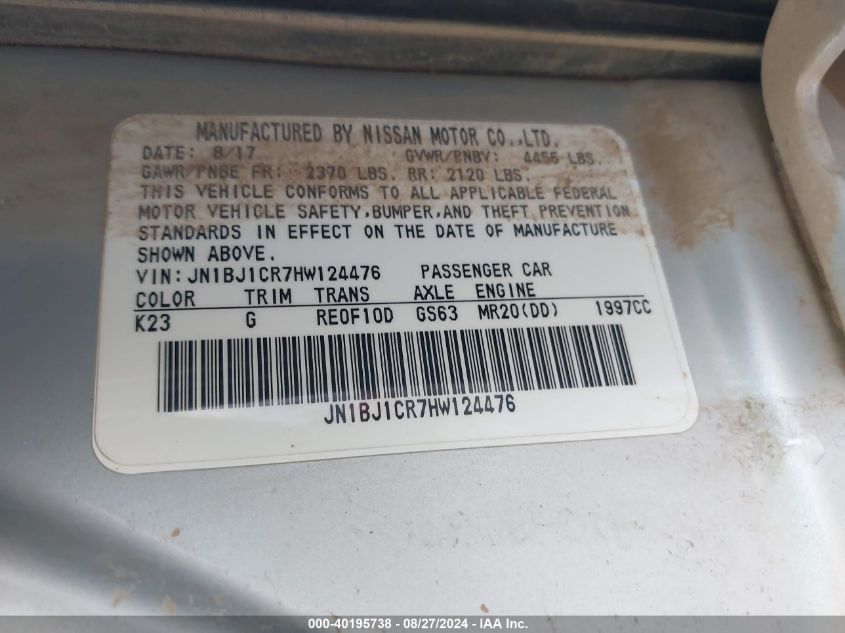 MANUFACTURED BY NISSAN MOTOR CO.,LTD.
DATE: 8/17 GVWR/PNBV: 4456 LBS.
GAWR/PNBE FR: 2370 LBS. RR: 2120 LBS.
THIS VEHICLE CONFORMS TO ALL APPLICABLE FEDERAL
MOTOR VEHICLE SAFETY,BUMPER,AND THEFT PREVENTION
STANDARDS IN EFFECT ON THE DATE OF MANUFACTURE
SHOWN ABOVE.
VIN:JN1BJ1CR7HW124476 PASSENGER CAR
COLOR TRIM TRANS AXLE ENGINE
K23 G RE0F10D GS63 MR20(DD) 1997CC
JN1BJ1CR7HW124476
000-40195738 - 08/27/2024 - IAA Inc.